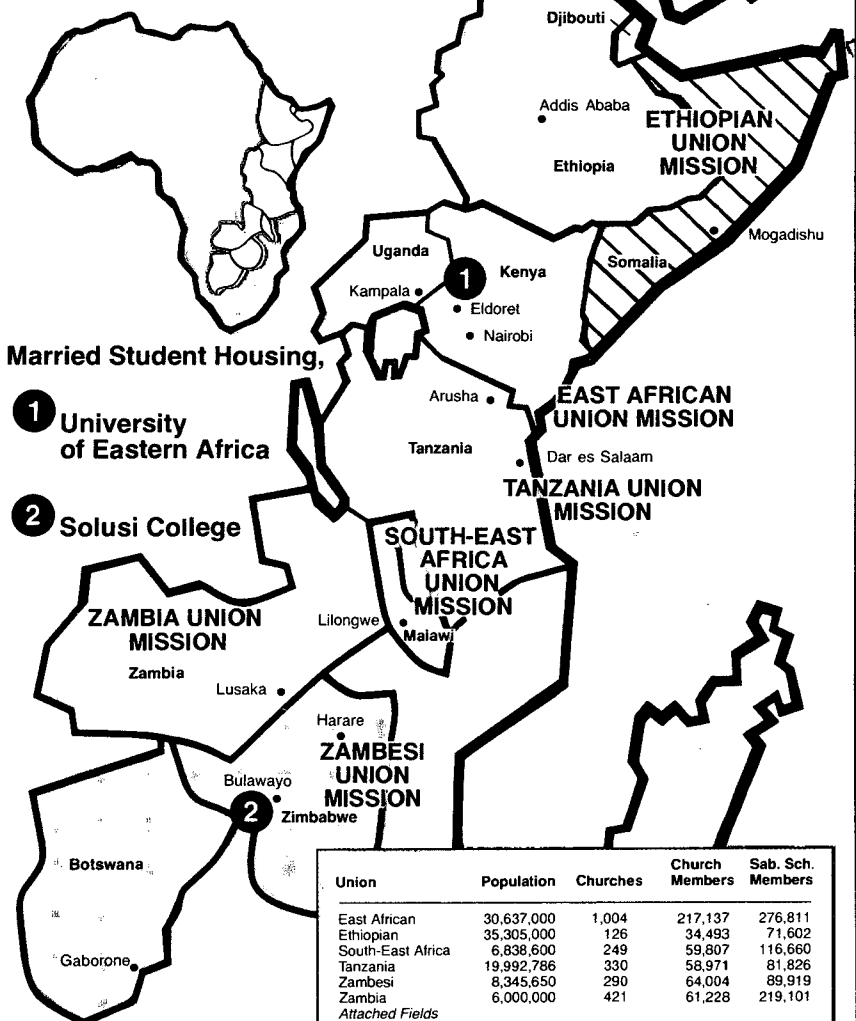 Djibouti
Addis Ababa
ETHIOPIAN
UNION
MISSION
Ethiopia
Mogadishu
Somalia
Uganda
Kenya
1
Kampala
Eldoret
Nairobi
Married Student Housing,
1 University
of Eastern Africa
2 Solusi College
Arusha
EAST AFRICAN
UNION MISSION
Tanzania
Dar es Salaam
TANZANIA UNION
MISSION
SOUTH-EAST
AFRICA
UNION
MISSION
Lilongwe
Malawi
ZAMBIA UNION
MISSION
Zambia
Lusaka
Harare
ZAMBESI
UNION
MISSION
Bulawayo
2
Zimbabwe
Botswana
Gaborone
Union Population Churches Church Members Sab. Sch. Members
East African 30,637,000 1,004 217,137 276,811
Ethiopian 35,305,000 126 34,493 71,602
South-East Africa 6,838,600 249 59,807 116,660
Tanzania 19,992,786 330 58,971 81,826
Zambesi 8,345,650 290 64,004 89,919
Zambia 6,000,000 421 61,228 219,101
Attached Fields